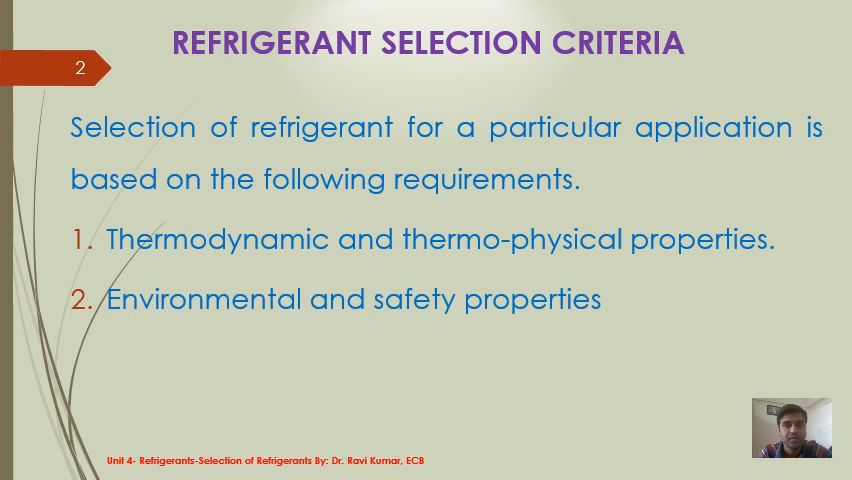 REFRIGERANT SELECTION CRITERIA
2
Selection of refrigerant for a particular application is
based on the following requirements.
1. Thermodynamic and thermo-physical properties.
2. Environmental and safety properties
Unit 4- Refrigerants-Selection of Refrigerants By: Dr. Ravi Kumar, ECB